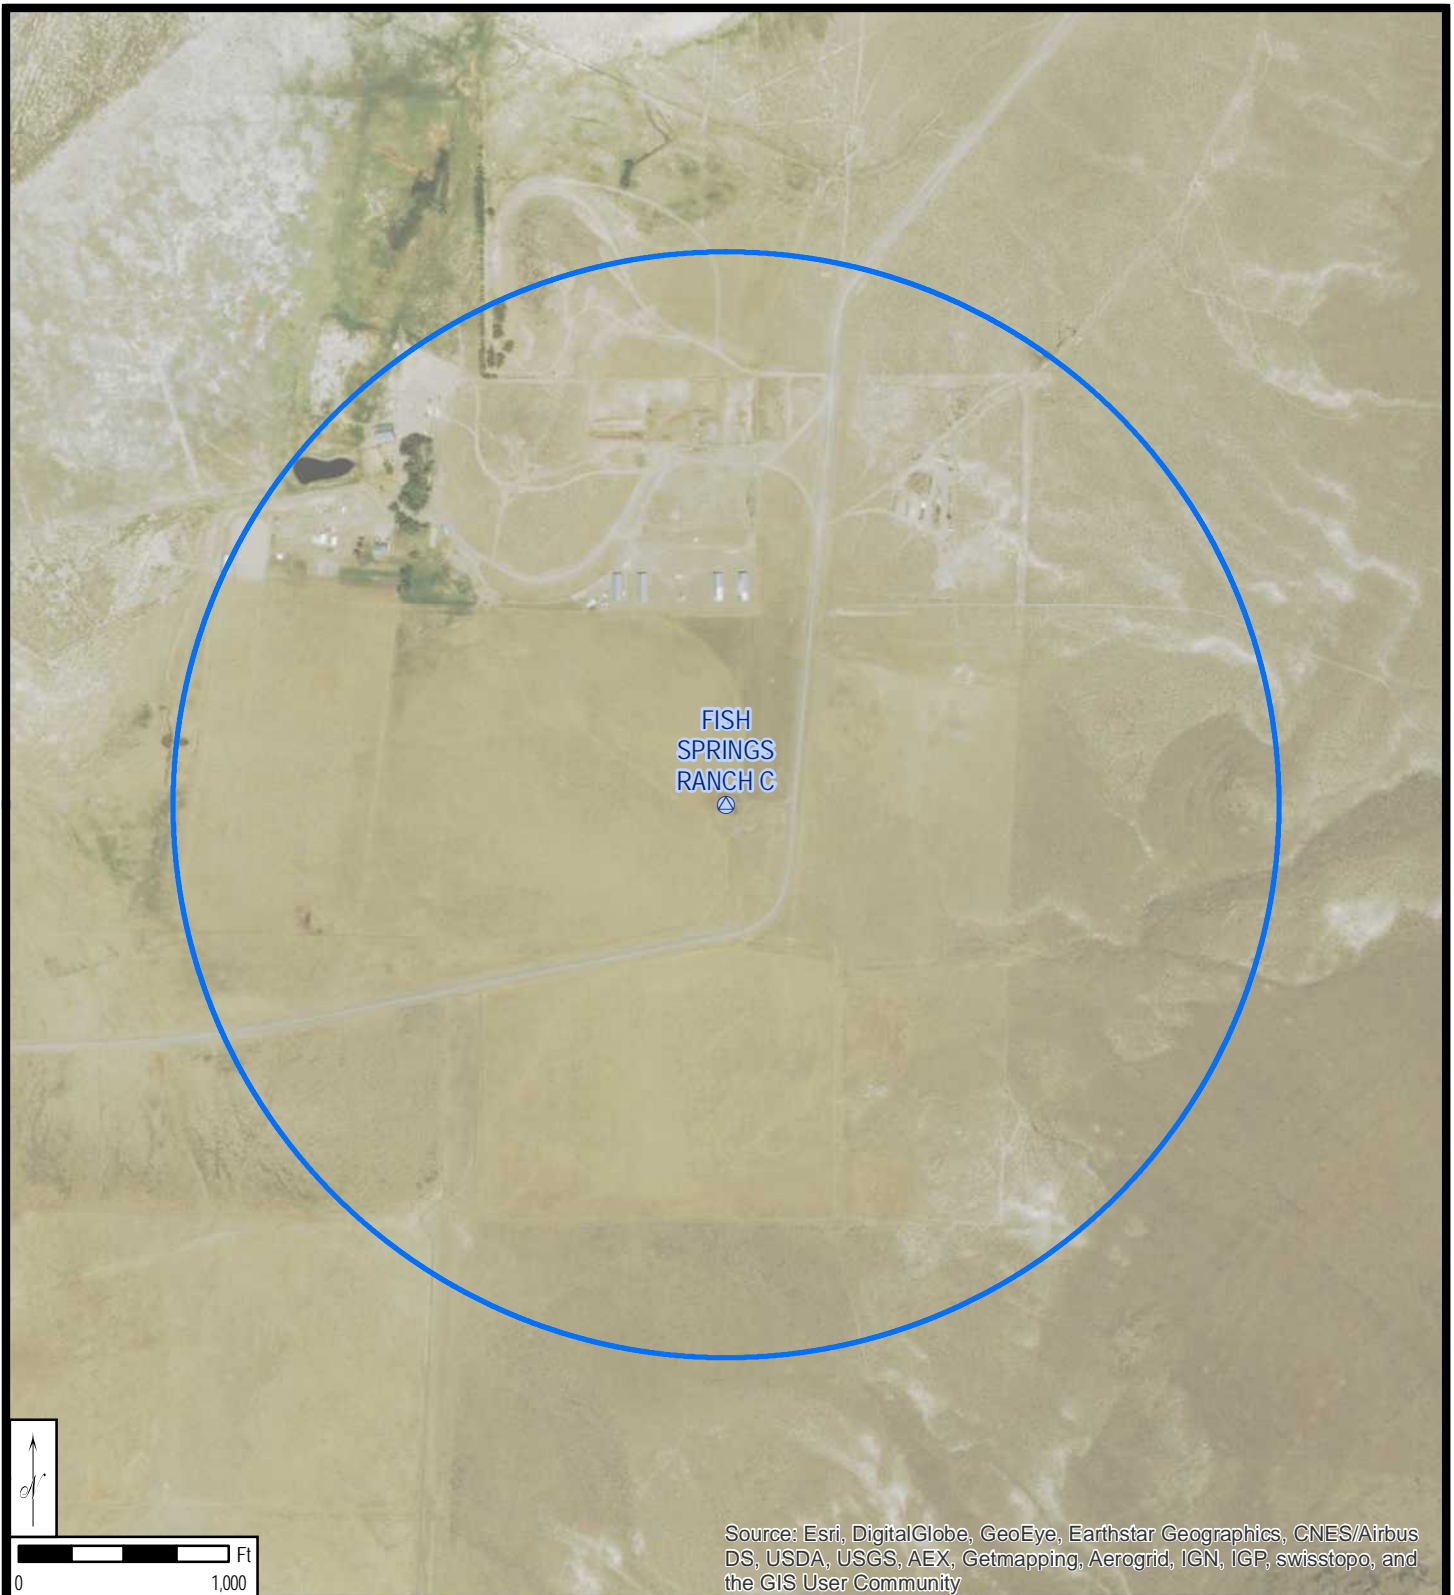 FISH
SPRINGS
RANCH C
N
Ft
0 1,000
Source: Esri, DigitalGlobe, GeoEye, Earthstar Geographics, CNES/Airbus
DS, USDA, USGS, AEX, Getmapping, Aerogrid, IGN, IGP, swisstopo, and
the GIS User Community